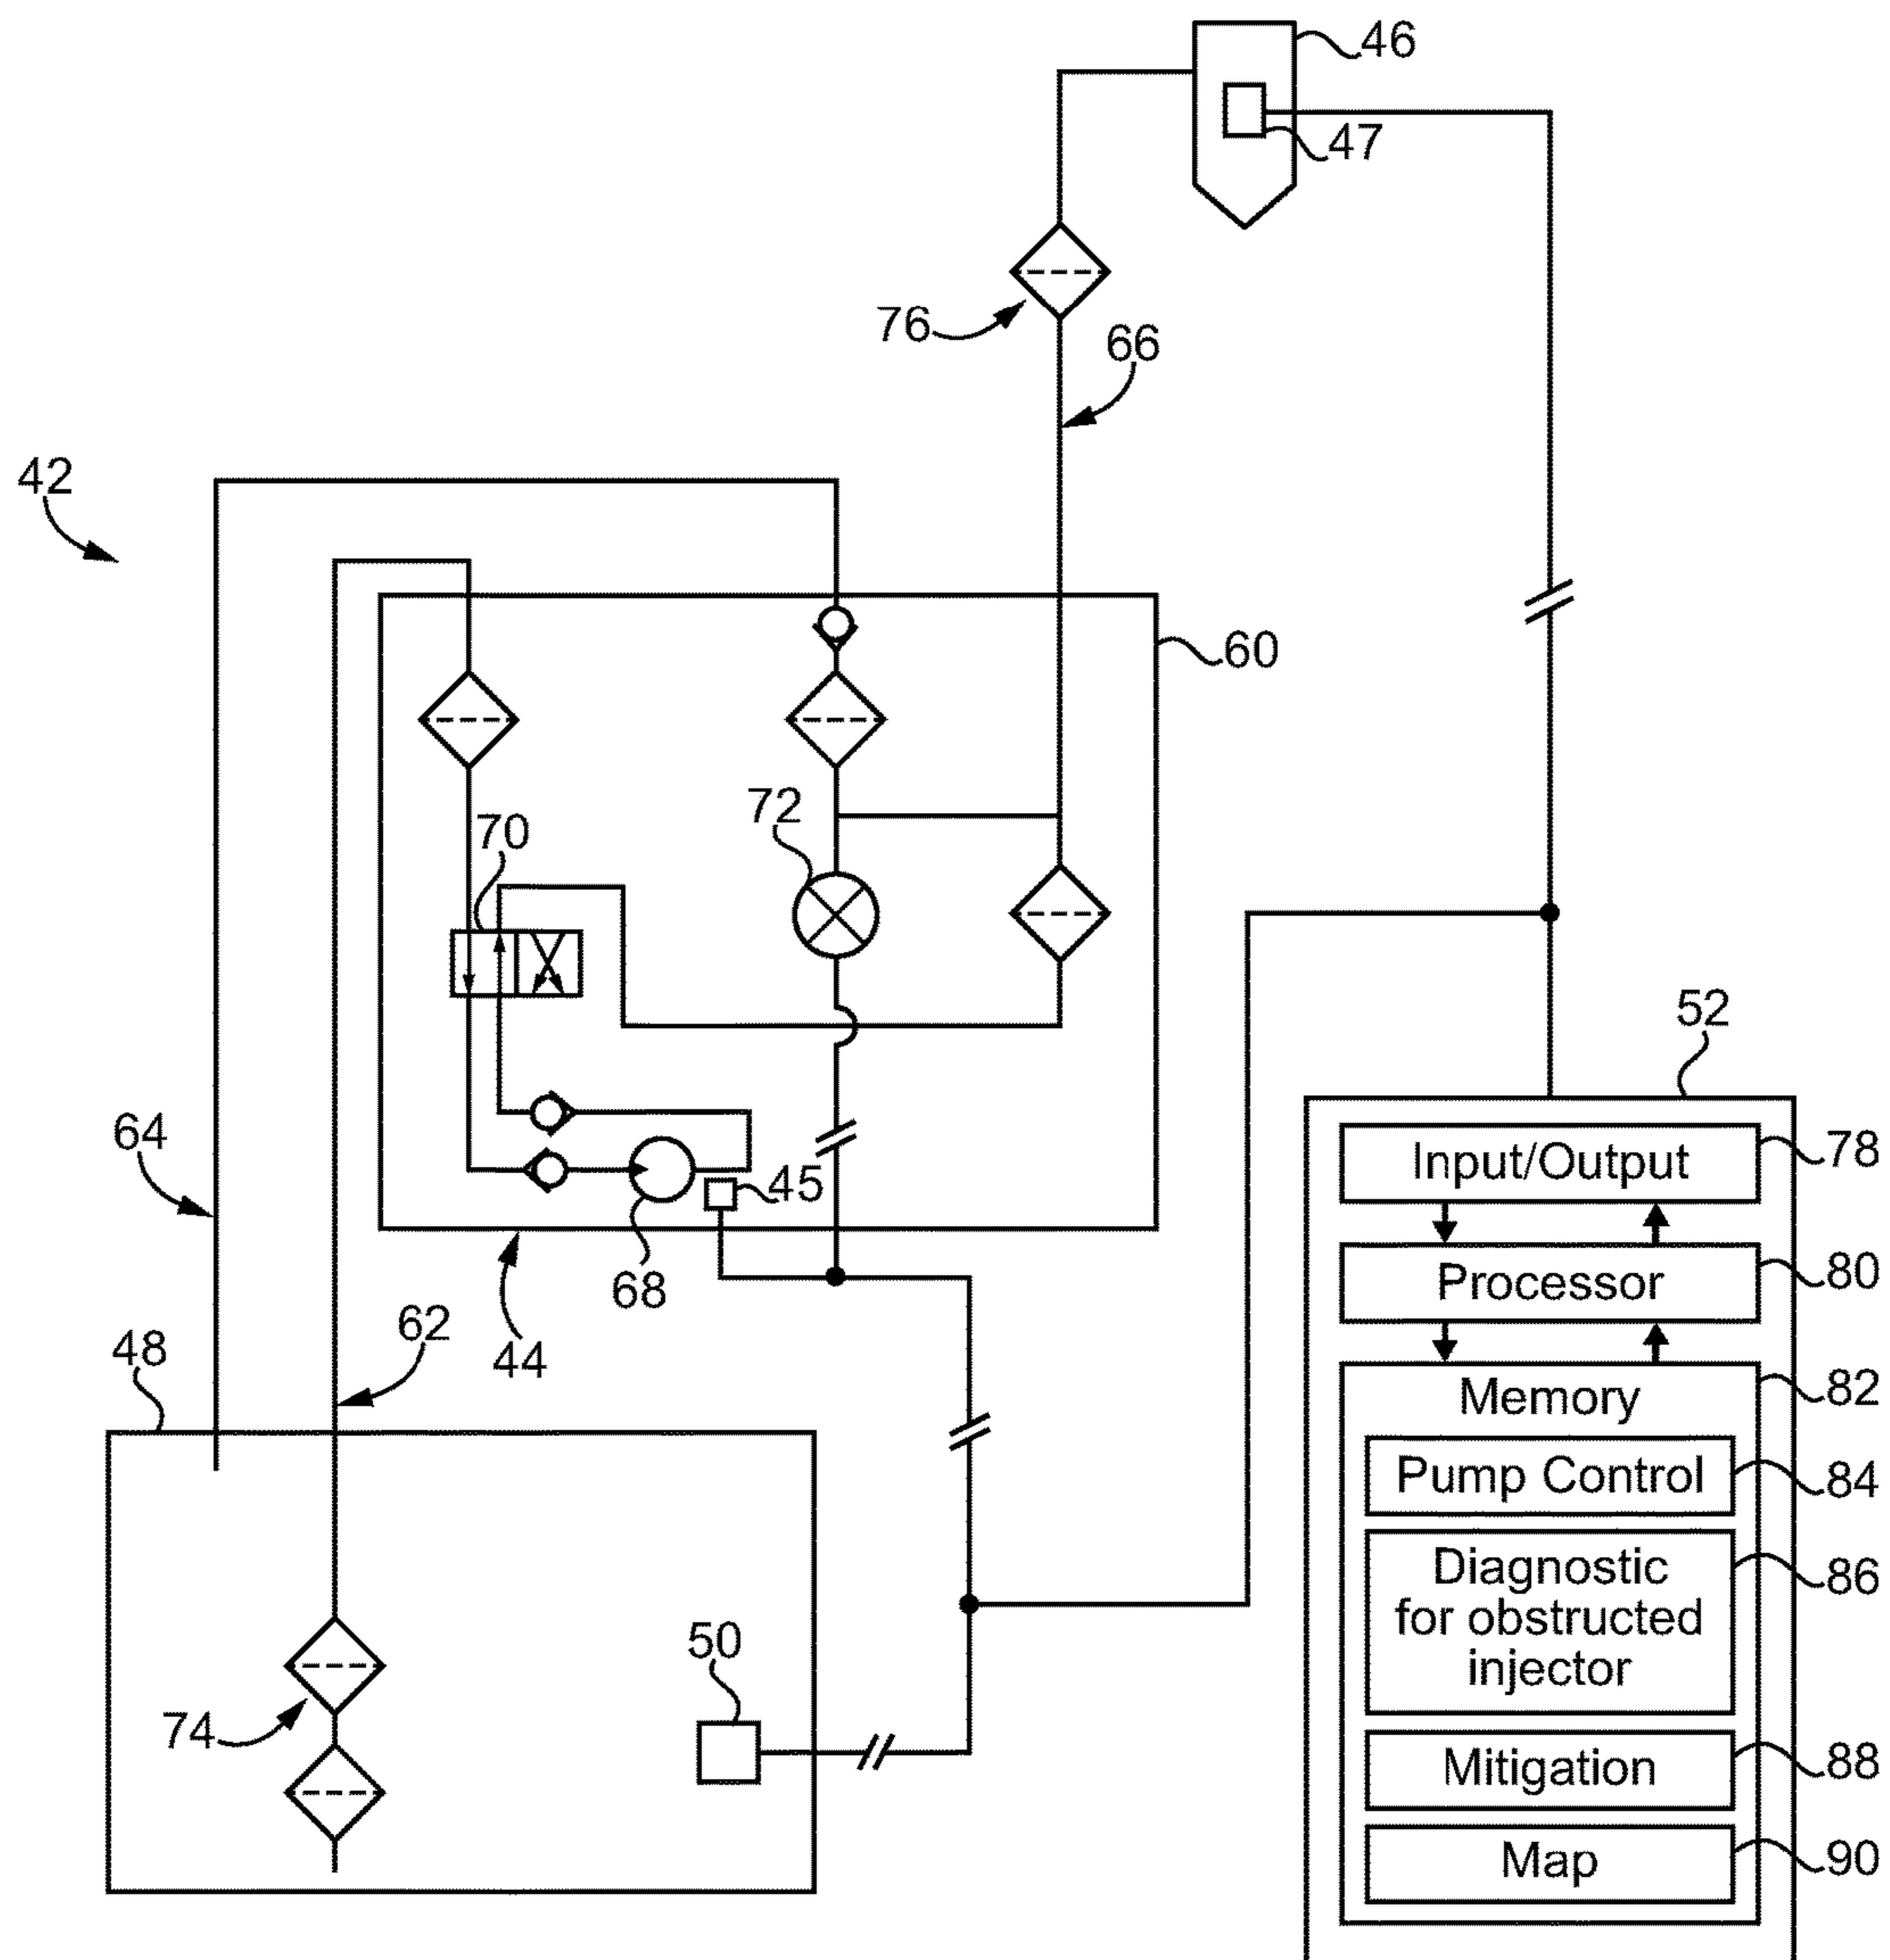 46
47
76
66
42
60
72
70
52
64
45
Input/Output
78
68
Processor
80
62
48
44
Memory
82
Pump Control
84
Diagnostic
for obstructed
injector
86
50
74
Mitigation
88
Map
90